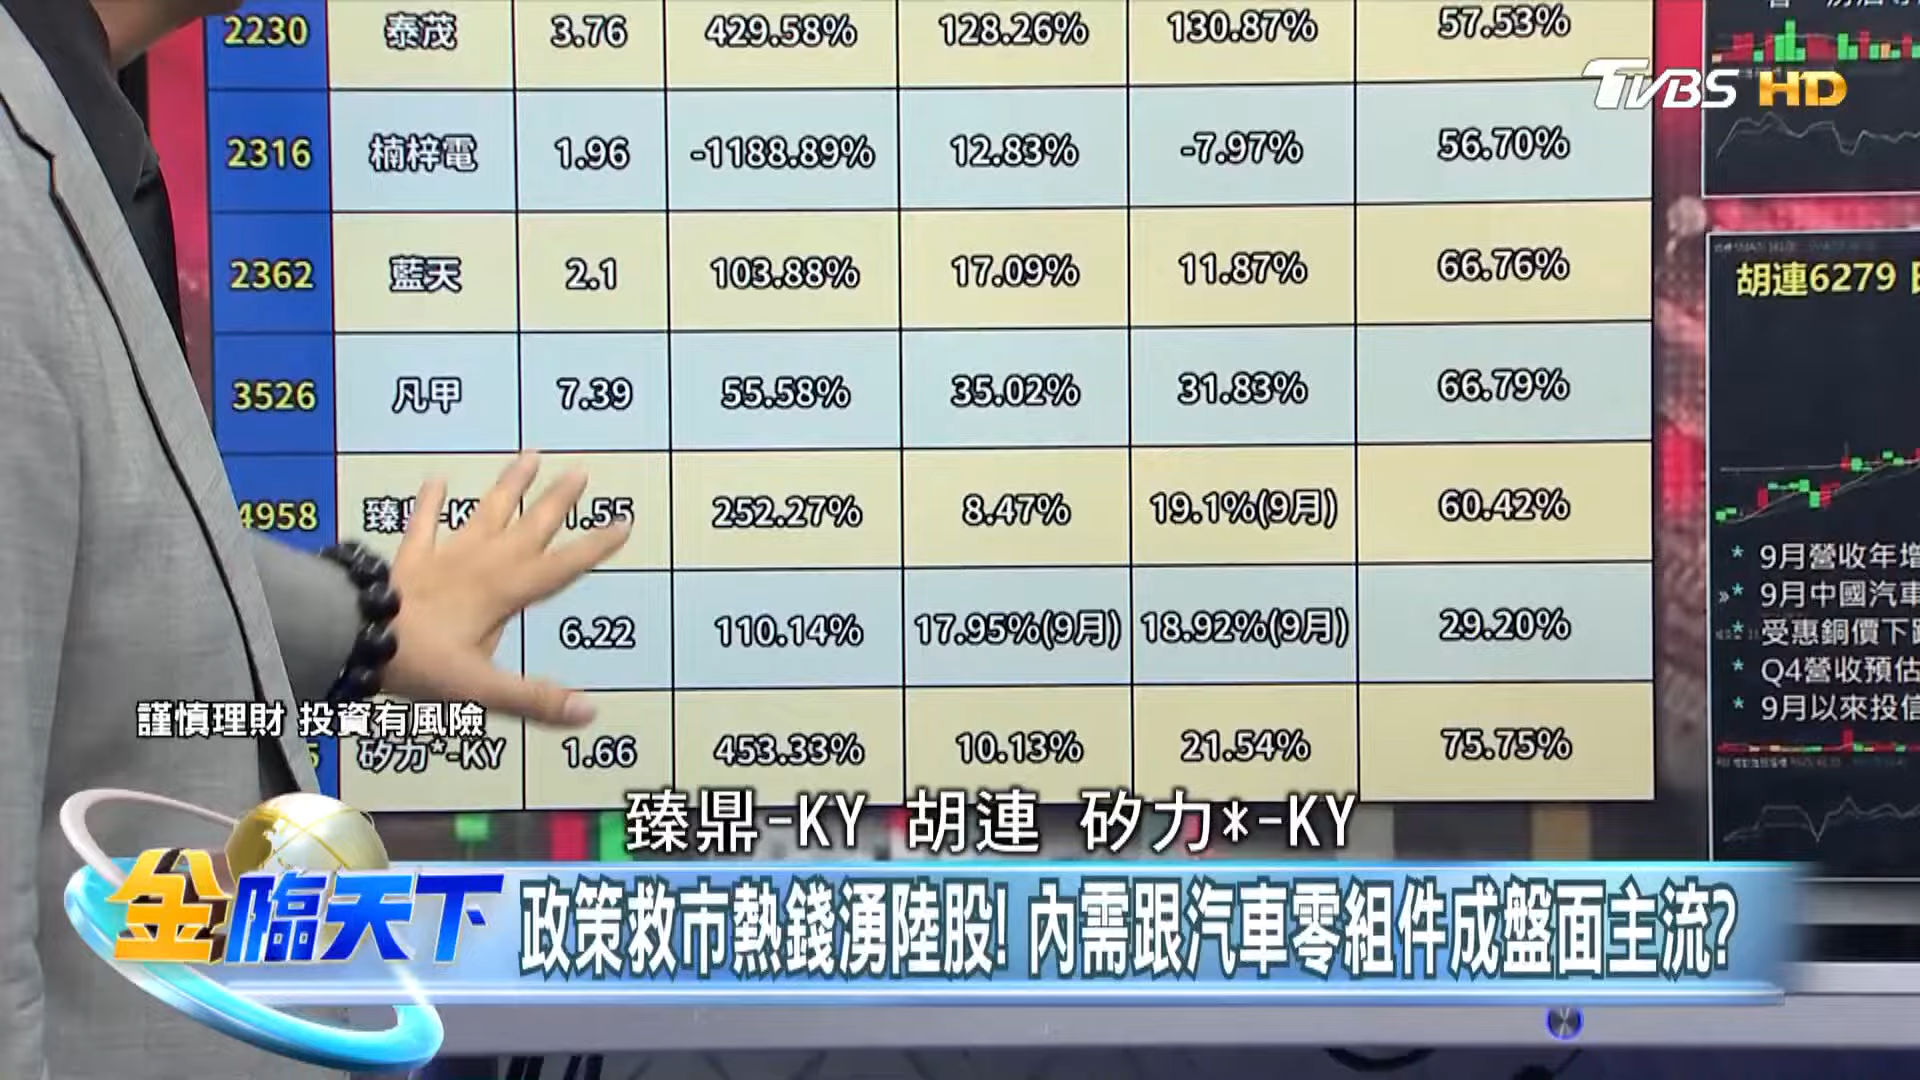 2230 泰茂 3.76 429.58% 128.26% 130.87% 57.53%
TVBS HD
2316 楠梓電 1.96 -1188.89% 12.83% -7.97% 56.70%
2362 藍天 2.1 103.88% 17.09% 11.87% 66.76%
胡連6279
3526 凡甲 7.39 55.58% 35.02% 31.83% 66.79%
4958 臻鼎-KY 1.55 252.27% 8.47% 19.1%(9月) 60.42%
* 9月營收年增
* 9月中國汽車
* 受惠銅價下跌
* Q4營收預估
* 9月以來投信
6.22 110.14% 17.95%(9月) 18.92%(9月) 29.20%
謹慎理財 投資有風險
矽力*-KY 1.66 453.33% 10.13% 21.54% 75.75%
臻鼎-KY 胡連 矽力*-KY
金臨天下
政策救市熱錢湧陸股! 內需跟汽車零組件成盤面主流?